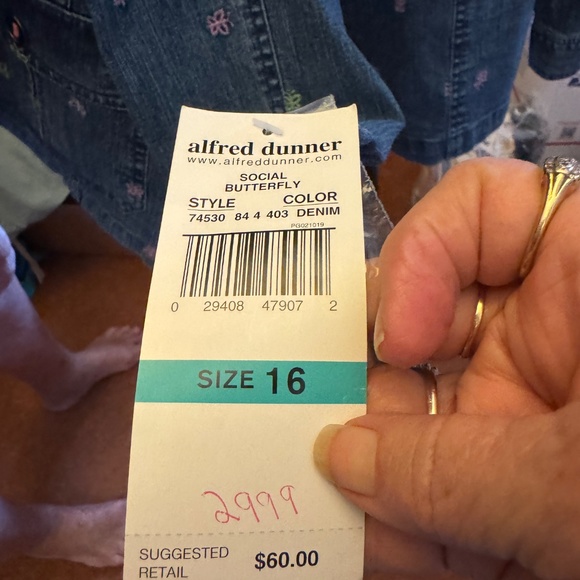 alfred dunner
www.alfreddunner.com
SOCIAL
BUTTERFLY
STYLE COLOR
74530 84 4 403 DENIM
PG021019
0 29408 47907 2
SIZE 16
2999
SUGGESTED
RETAIL $60.00